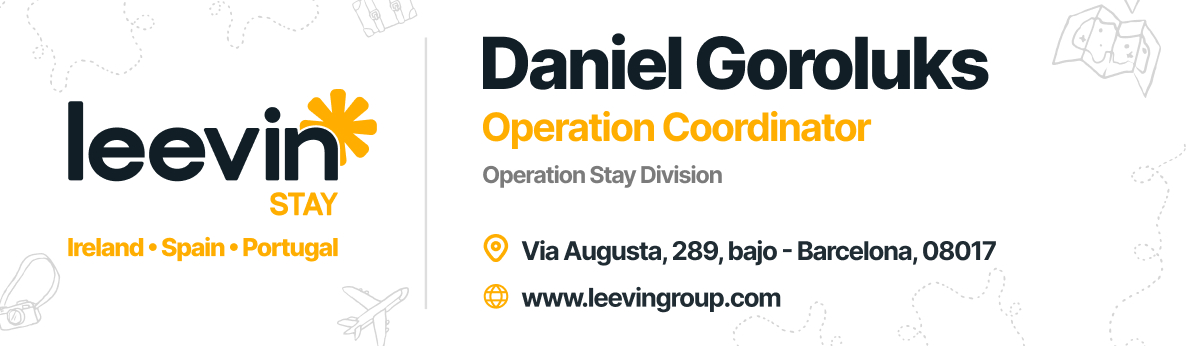 leevin
STAY
Ireland • Spain • Portugal
Daniel Goroluks
Operation Coordinator
Operation Stay Division
Via Augusta, 289, bajo - Barcelona, 08017
www.leevingroup.com